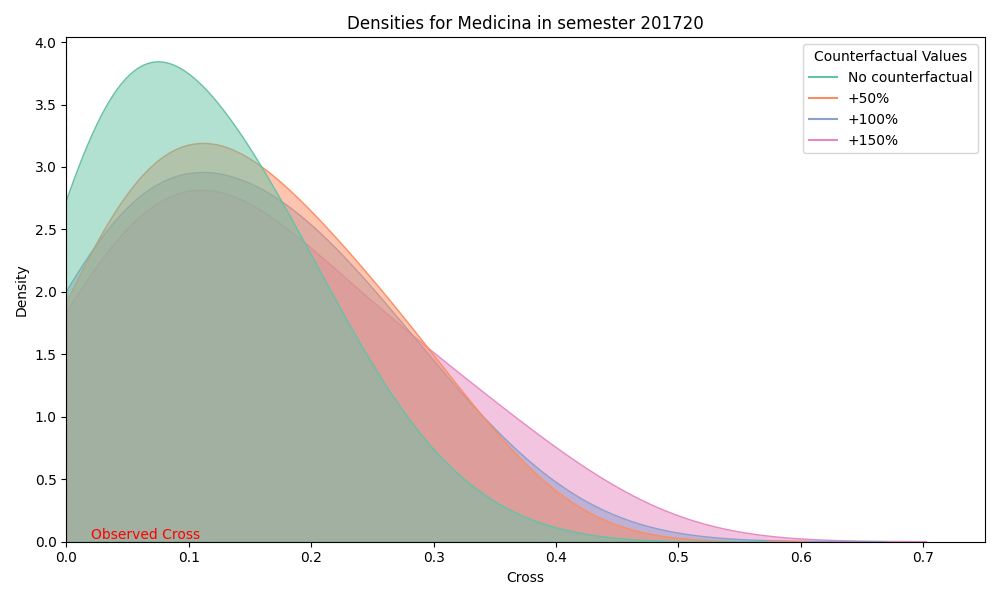 Densities for Medicina in semester 201720
Counterfactual Values
No counterfactual
+50%
+100%
+150%
Density
4.0
3.5
3.0
2.5
2.0
1.5
1.0
0.5
0.0
Observed Cross
0.0 0.1 0.2 0.3 0.4 0.5 0.6 0.7
Cross